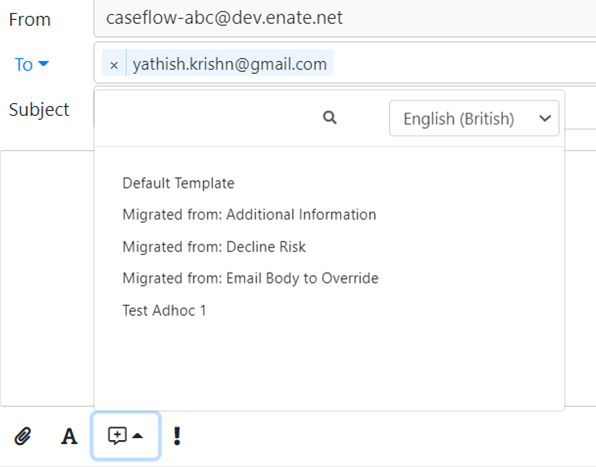 From caseflow-abc@dev.enate.net
To × yathish.krishn@gmail.com
Subject
English (British)
Default Template
Migrated from: Additional Information
Migrated from: Decline Risk
Migrated from: Email Body to Override
Test Adhoc 1
A !